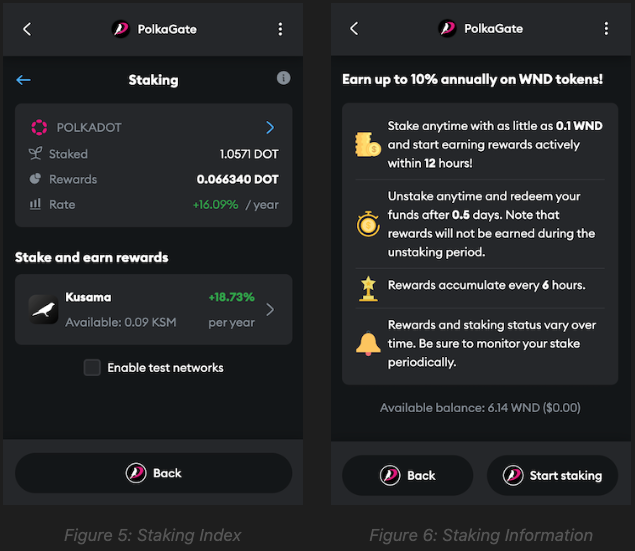 PolkaGate
Staking
POLKADOT
Staked 1.0571 DOT
Rewards 0.066340 DOT
Rate +16.09% / year
Stake and earn rewards
Kusama +18.73%
Available: 0.09 KSM per year
Enable test networks
Back
Figure 5: Staking Index
PolkaGate
Earn up to 10% annually on WND tokens!
Stake anytime with as little as 0.1 WND
and start earning rewards actively
within 12 hours!
Unstake anytime and redeem your
funds after 0.5 days. Note that
rewards will not be earned during the
unstaking period.
Rewards accumulate every 6 hours.
Rewards and staking status vary over
time. Be sure to monitor your stake
periodically.
Available balance: 6.14 WND ($0.00)
Back Start staking
Figure 6: Staking Information